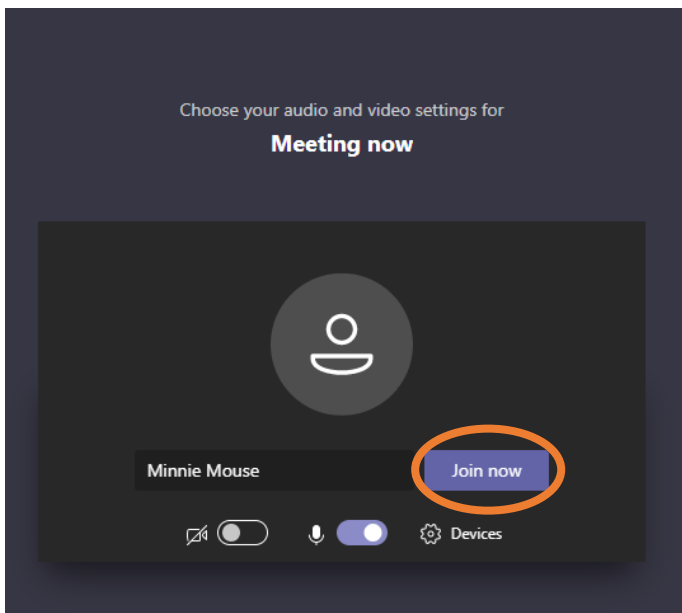 Choose your audio and video settings for
Meeting now
Minnie Mouse
Join now
Devices